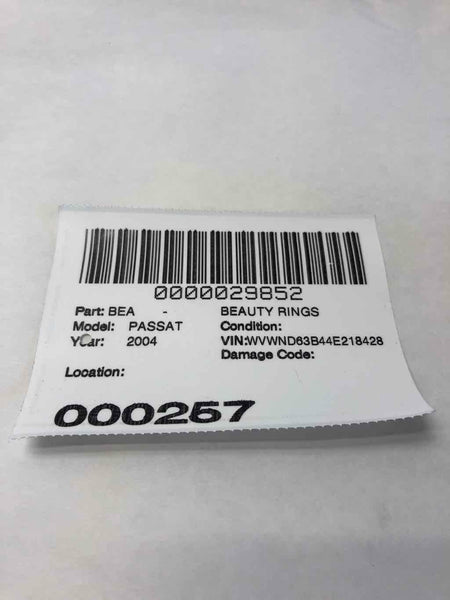 0000029852
Part: BEA - BEAUTY RINGS
Model: PASSAT Condition:
Year: 2004 VIN:WVWND63B44E218428
Damage Code:
Location:
000257